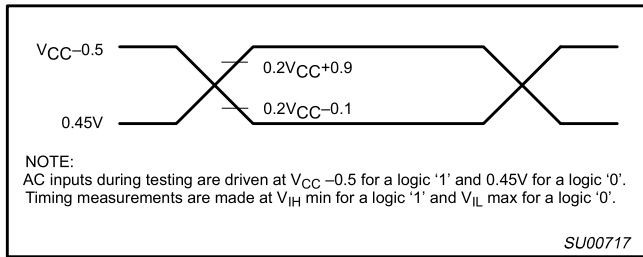 VCC–0.5
0.2VCC+0.9
0.2VCC–0.1
0.45V
NOTE:
AC inputs during testing are driven at VCC –0.5 for a logic ‘1’ and 0.45V for a logic ‘0’.
Timing measurements are made at VIH min for a logic ‘1’ and VIL max for a logic ‘0’.
SU00717